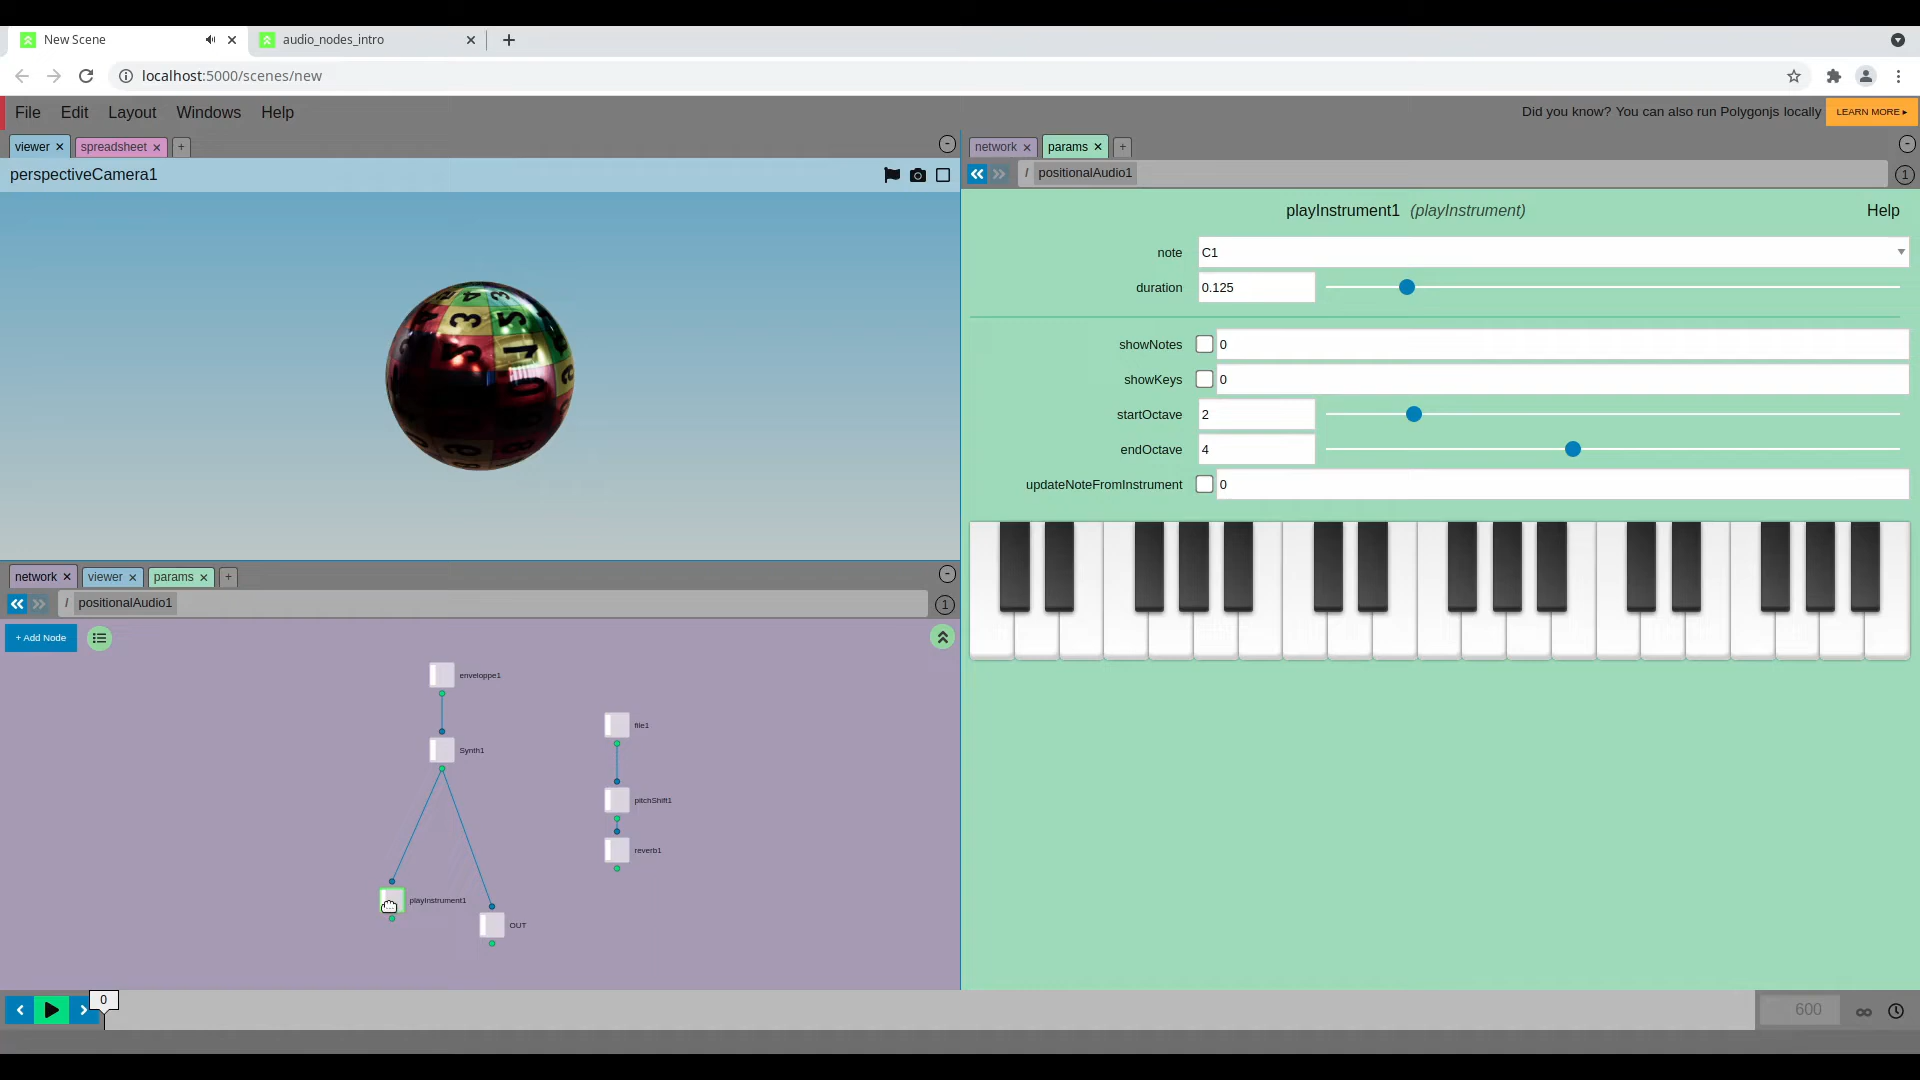 New Scene
audio_nodes_intro
localhost:5000/scenes/new
File Edit Layout Windows Help
Did you know? You can also run Polygonjs locally
LEARN MORE ▸
viewer
spreadsheet
+
perspectiveCamera1
network
params
+
/ positionalAudio1
1
playInstrument1 (playInstrument)
Help
note C1
duration 0.125
showNotes 0
showKeys 0
startOctave 2
endOctave 4
updateNoteFromInstrument 0
network
viewer
params
+
/ positionalAudio1
1
+ Add Node
enveloppe1
Synth1
playInstrument1
OUT
file1
pitchShift1
reverb1
0
600